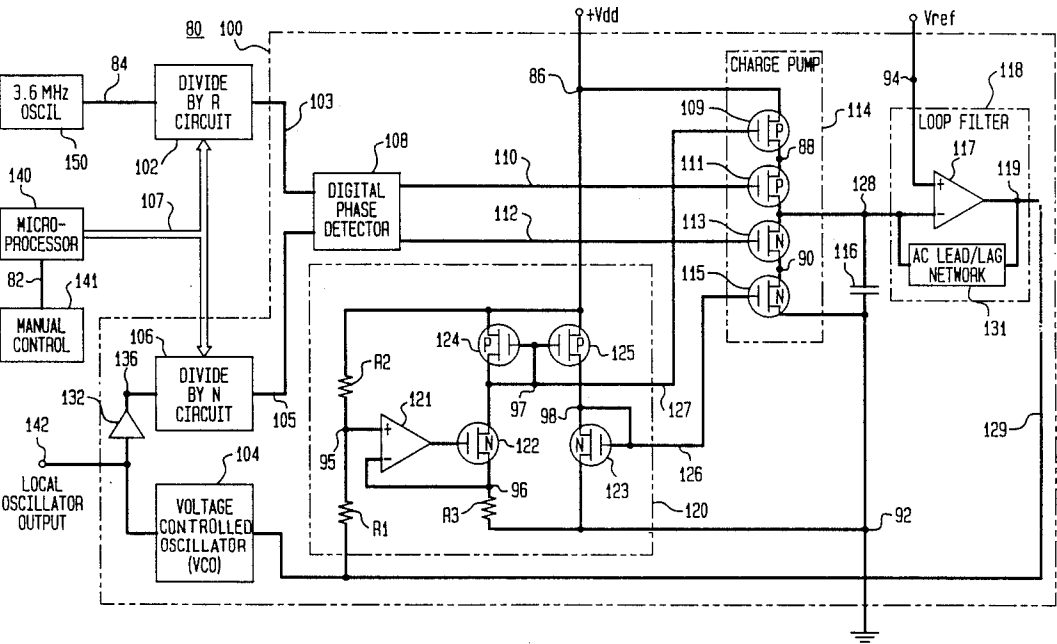 +Vdd
Vref
80
100
84
86
94
CHARGE PUMP
118
3.6 MHz
OSCIL
DIVIDE
BY R
CIRCUIT
103
109
P
114
LOOP FILTER
150
102
108
88
117
140
110
111
P
119
107
DIGITAL
PHASE
DETECTOR
128
+
−
MICRO-
PROCESSOR
112
113
N
82
141
90
116
AC LEAD/LAG
NETWORK
115
N
131
MANUAL
CONTROL
106
124
P
P
125
136
DIVIDE
BY N
CIRCUIT
R2
97
127
132
105
121
98
129
142
95
+
−
N
122
N
126
104
96
123
LOCAL
OSCILLATOR
OUTPUT
VOLTAGE
CONTROLLED
OSCILLATOR
(VCO)
R1
R3
120
92